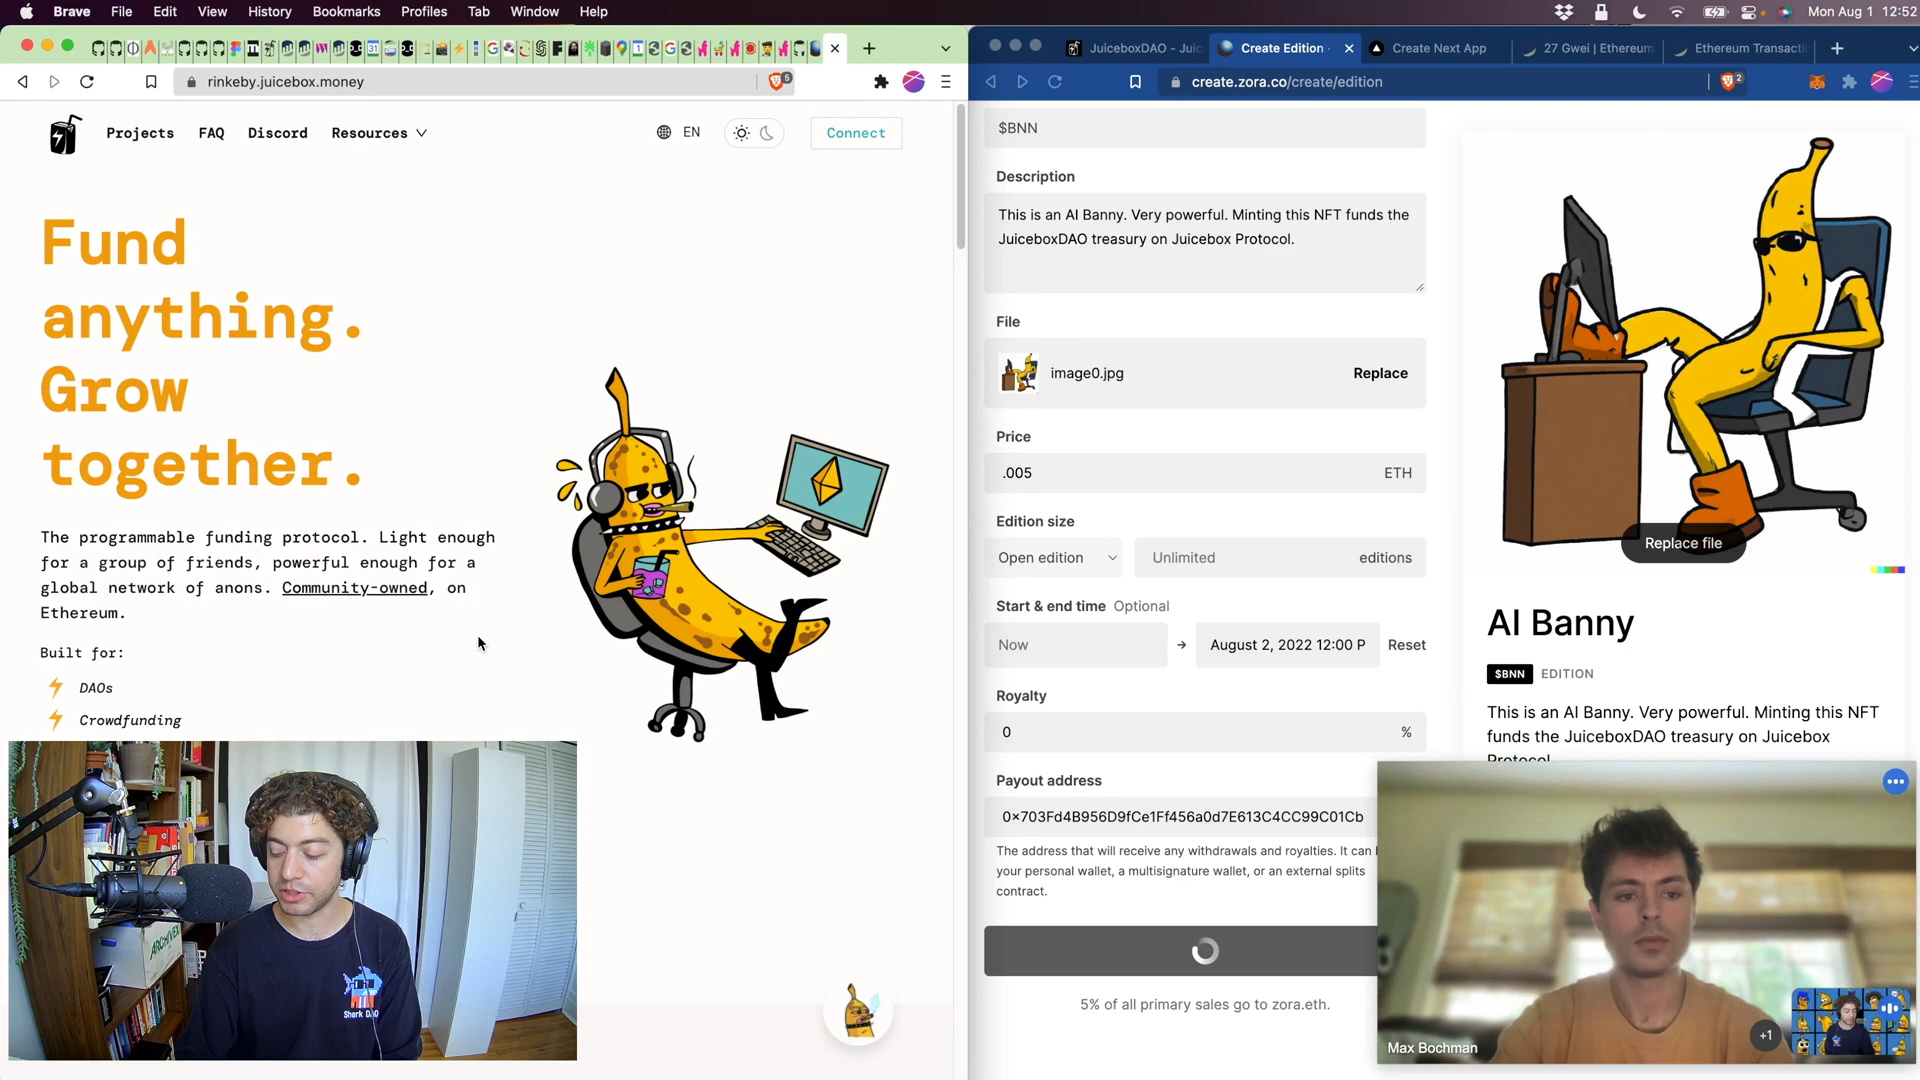 Brave File Edit View History Bookmarks Profiles Tab Window Help
Mon Aug 1 12:52
JuiceboxDAO - Juic
Create Edition
Create Next App
27 Gwei | Ethereum
Ethereum Transacti
rinkeby.juicebox.money
5
create.zora.co/create/edition
2
Projects FAQ Discord Resources
EN
Connect
Fund
anything.
Grow
together.
The programmable funding protocol. Light enough
for a group of friends, powerful enough for a
global network of anons. Community-owned, on
Ethereum.
Built for:
DAOs
Crowdfunding
ARCHIVEX
Shark DAO
$BNN
Description
This is an AI Banny. Very powerful. Minting this NFT funds the
JuiceboxDAO treasury on Juicebox Protocol.
File
image0.jpg
Replace
Price
.005
ETH
Edition size
Open edition
Unlimited
editions
Start & end time Optional
Now
→
August 2, 2022 12:00 P
Reset
Royalty
0
%
Payout address
0×703Fd4B956D9fCe1Ff456a0d7E613C4CC99C01Cb
The address that will receive any withdrawals and royalties. It can
your personal wallet, a multisignature wallet, or an external splits
contract.
5% of all primary sales go to zora.eth.
Replace file
AI Banny
$BNN EDITION
This is an AI Banny. Very powerful. Minting this NFT
funds the JuiceboxDAO treasury on Juicebox
Protocol.
Max Bochman
+1